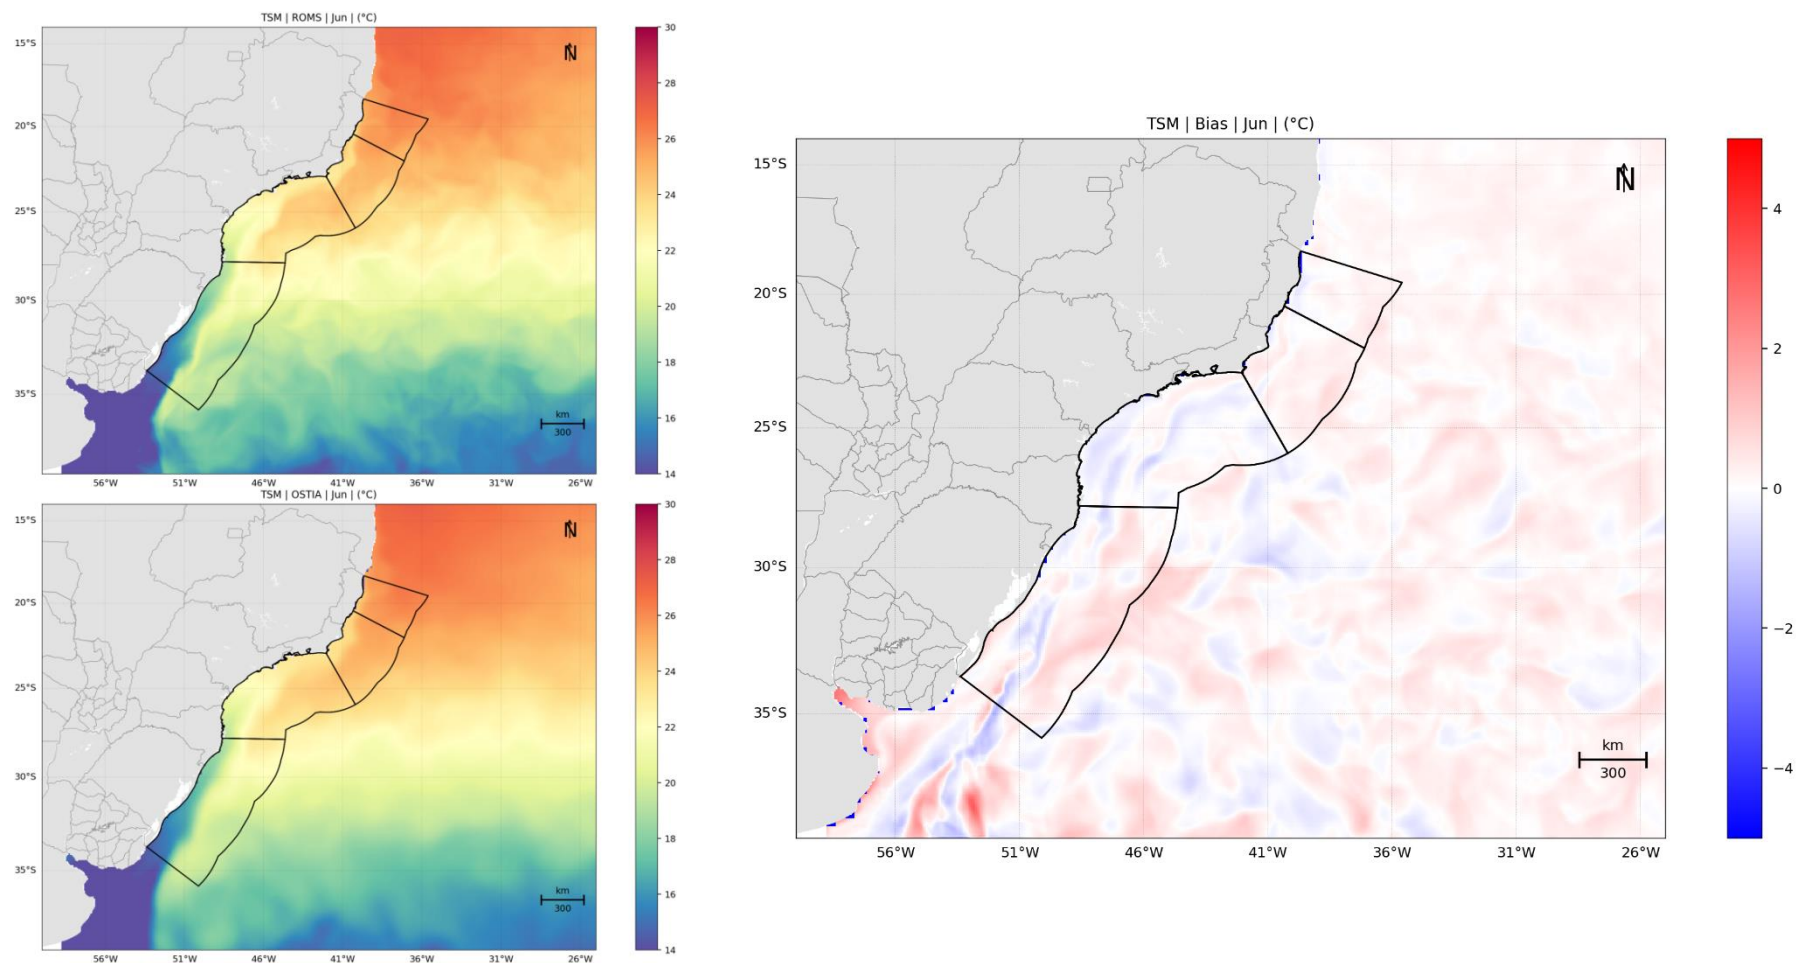 TSM | ROMS | Jun | (°C)
15°S
20°S
25°S
30°S
35°S
56°W 51°W 46°W 41°W 36°W 31°W 26°W
N
km
300
30
28
26
24
22
20
18
16
14
TSM | OSTIA | Jun | (°C)
15°S
20°S
25°S
30°S
35°S
56°W 51°W 46°W 41°W 36°W 31°W 26°W
N
km
300
30
28
26
24
22
20
18
16
14
TSM | Bias | Jun | (°C)
15°S
20°S
25°S
30°S
35°S
56°W 51°W 46°W 41°W 36°W 31°W 26°W
N
km
300
4
2
0
−2
−4